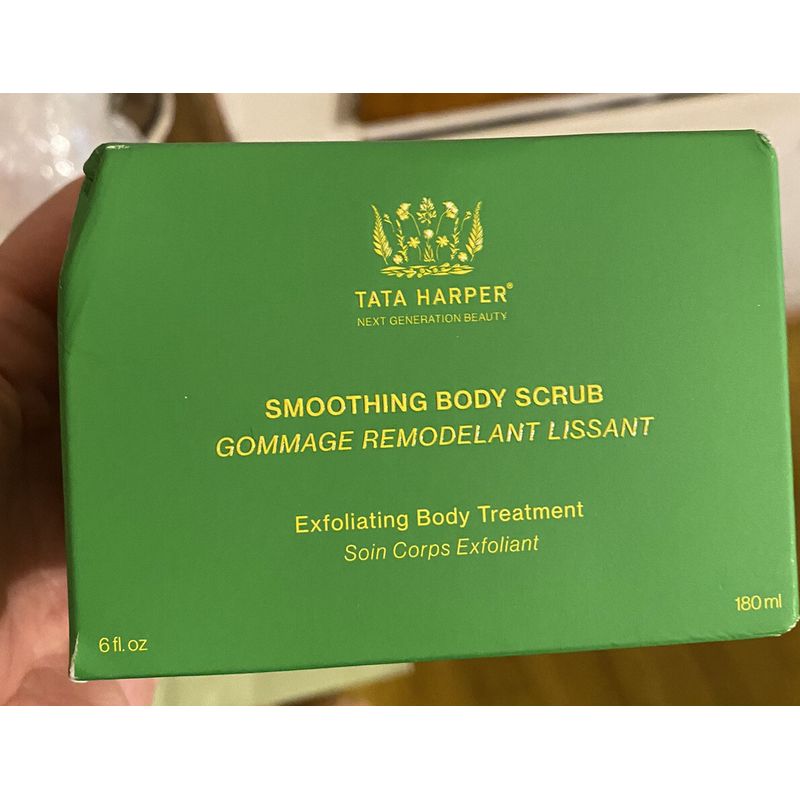 TATA HARPER®
NEXT GENERATION BEAUTY
SMOOTHING BODY SCRUB
GOMMAGE REMODELANT LISSANT
Exfoliating Body Treatment
Soin Corps Exfoliant
6 fl. oz
180 ml